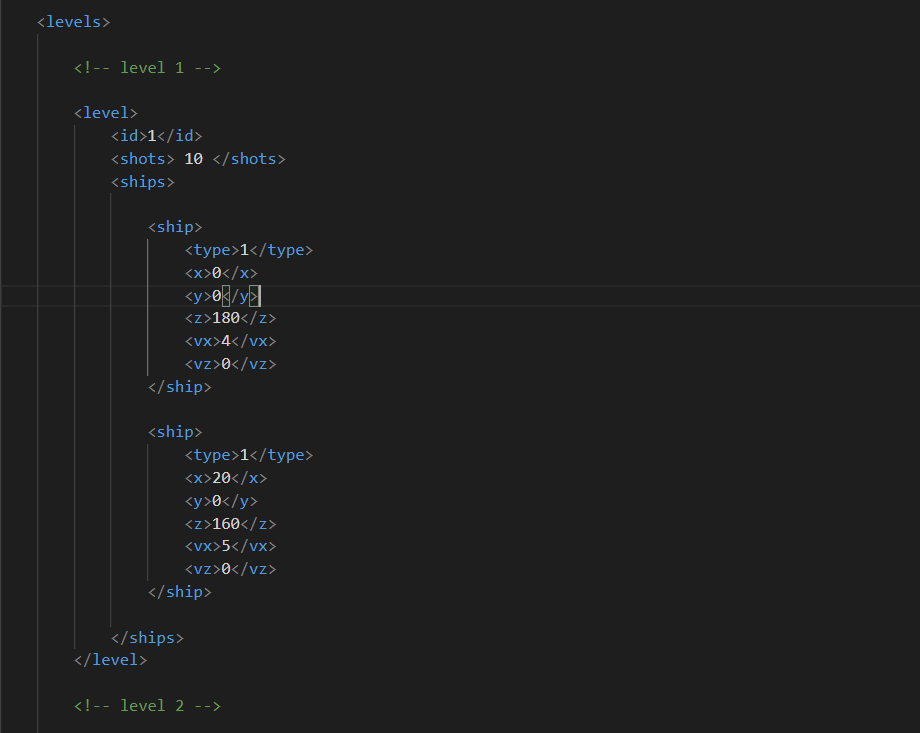 <levels>
<!-- level 1 -->
<level>
<id>1</id>
<shots> 10 </shots>
<ships>
<ship>
<type>1</type>
<x>0</x>
<y>0</y>
<z>180</z>
<vx>4</vx>
<vz>0</vz>
</ship>
<ship>
<type>1</type>
<x>20</x>
<y>0</y>
<z>160</z>
<vx>5</vx>
<vz>0</vz>
</ship>
</ships>
</level>
<!-- level 2 -->